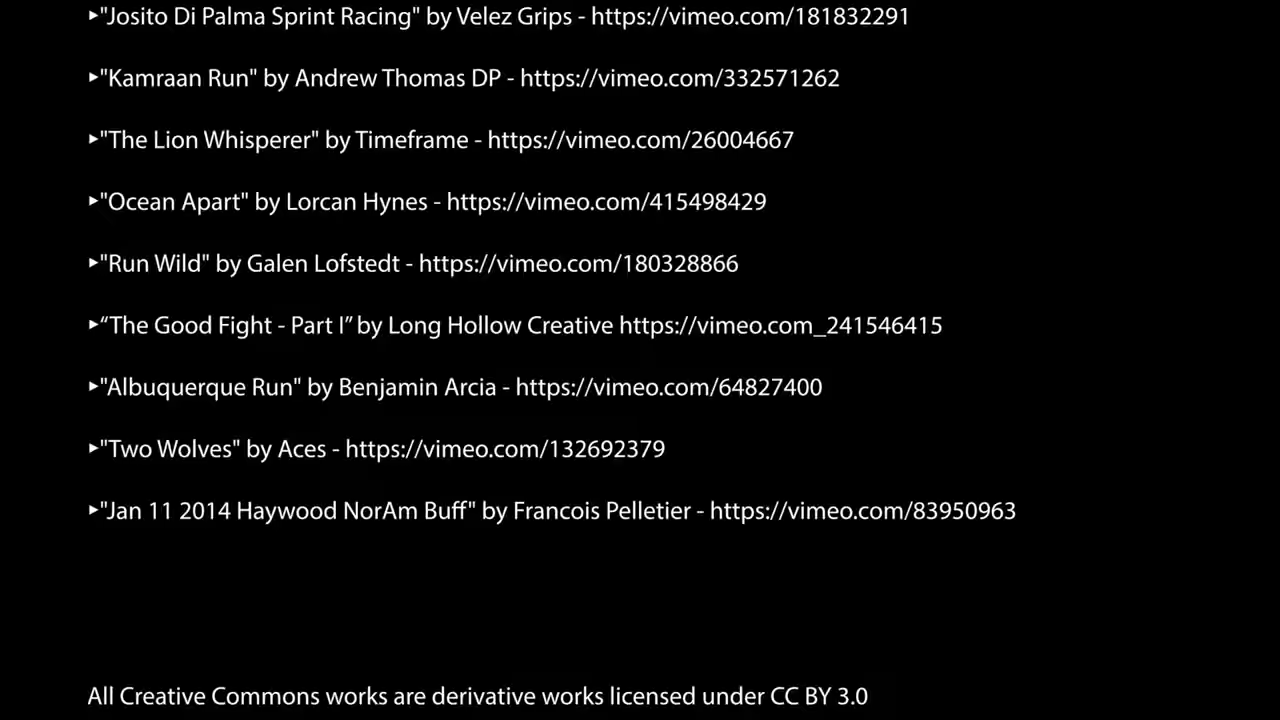 ▸"Josito Di Palma Sprint Racing" by Velez Grips - https://vimeo.com/181832291
▸"Kamraan Run" by Andrew Thomas DP - https://vimeo.com/332571262
▸"The Lion Whisperer" by Timeframe - https://vimeo.com/26004667
▸"Ocean Apart" by Lorcan Hynes - https://vimeo.com/415498429
▸"Run Wild" by Galen Lofstedt - https://vimeo.com/180328866
▸“The Good Fight - Part I” by Long Hollow Creative https://vimeo.com_241546415
▸"Albuquerque Run" by Benjamin Arcia - https://vimeo.com/64827400
▸"Two Wolves" by Aces - https://vimeo.com/132692379
▸"Jan 11 2014 Haywood NorAm Buff" by Francois Pelletier - https://vimeo.com/83950963
All Creative Commons works are derivative works licensed under CC BY 3.0